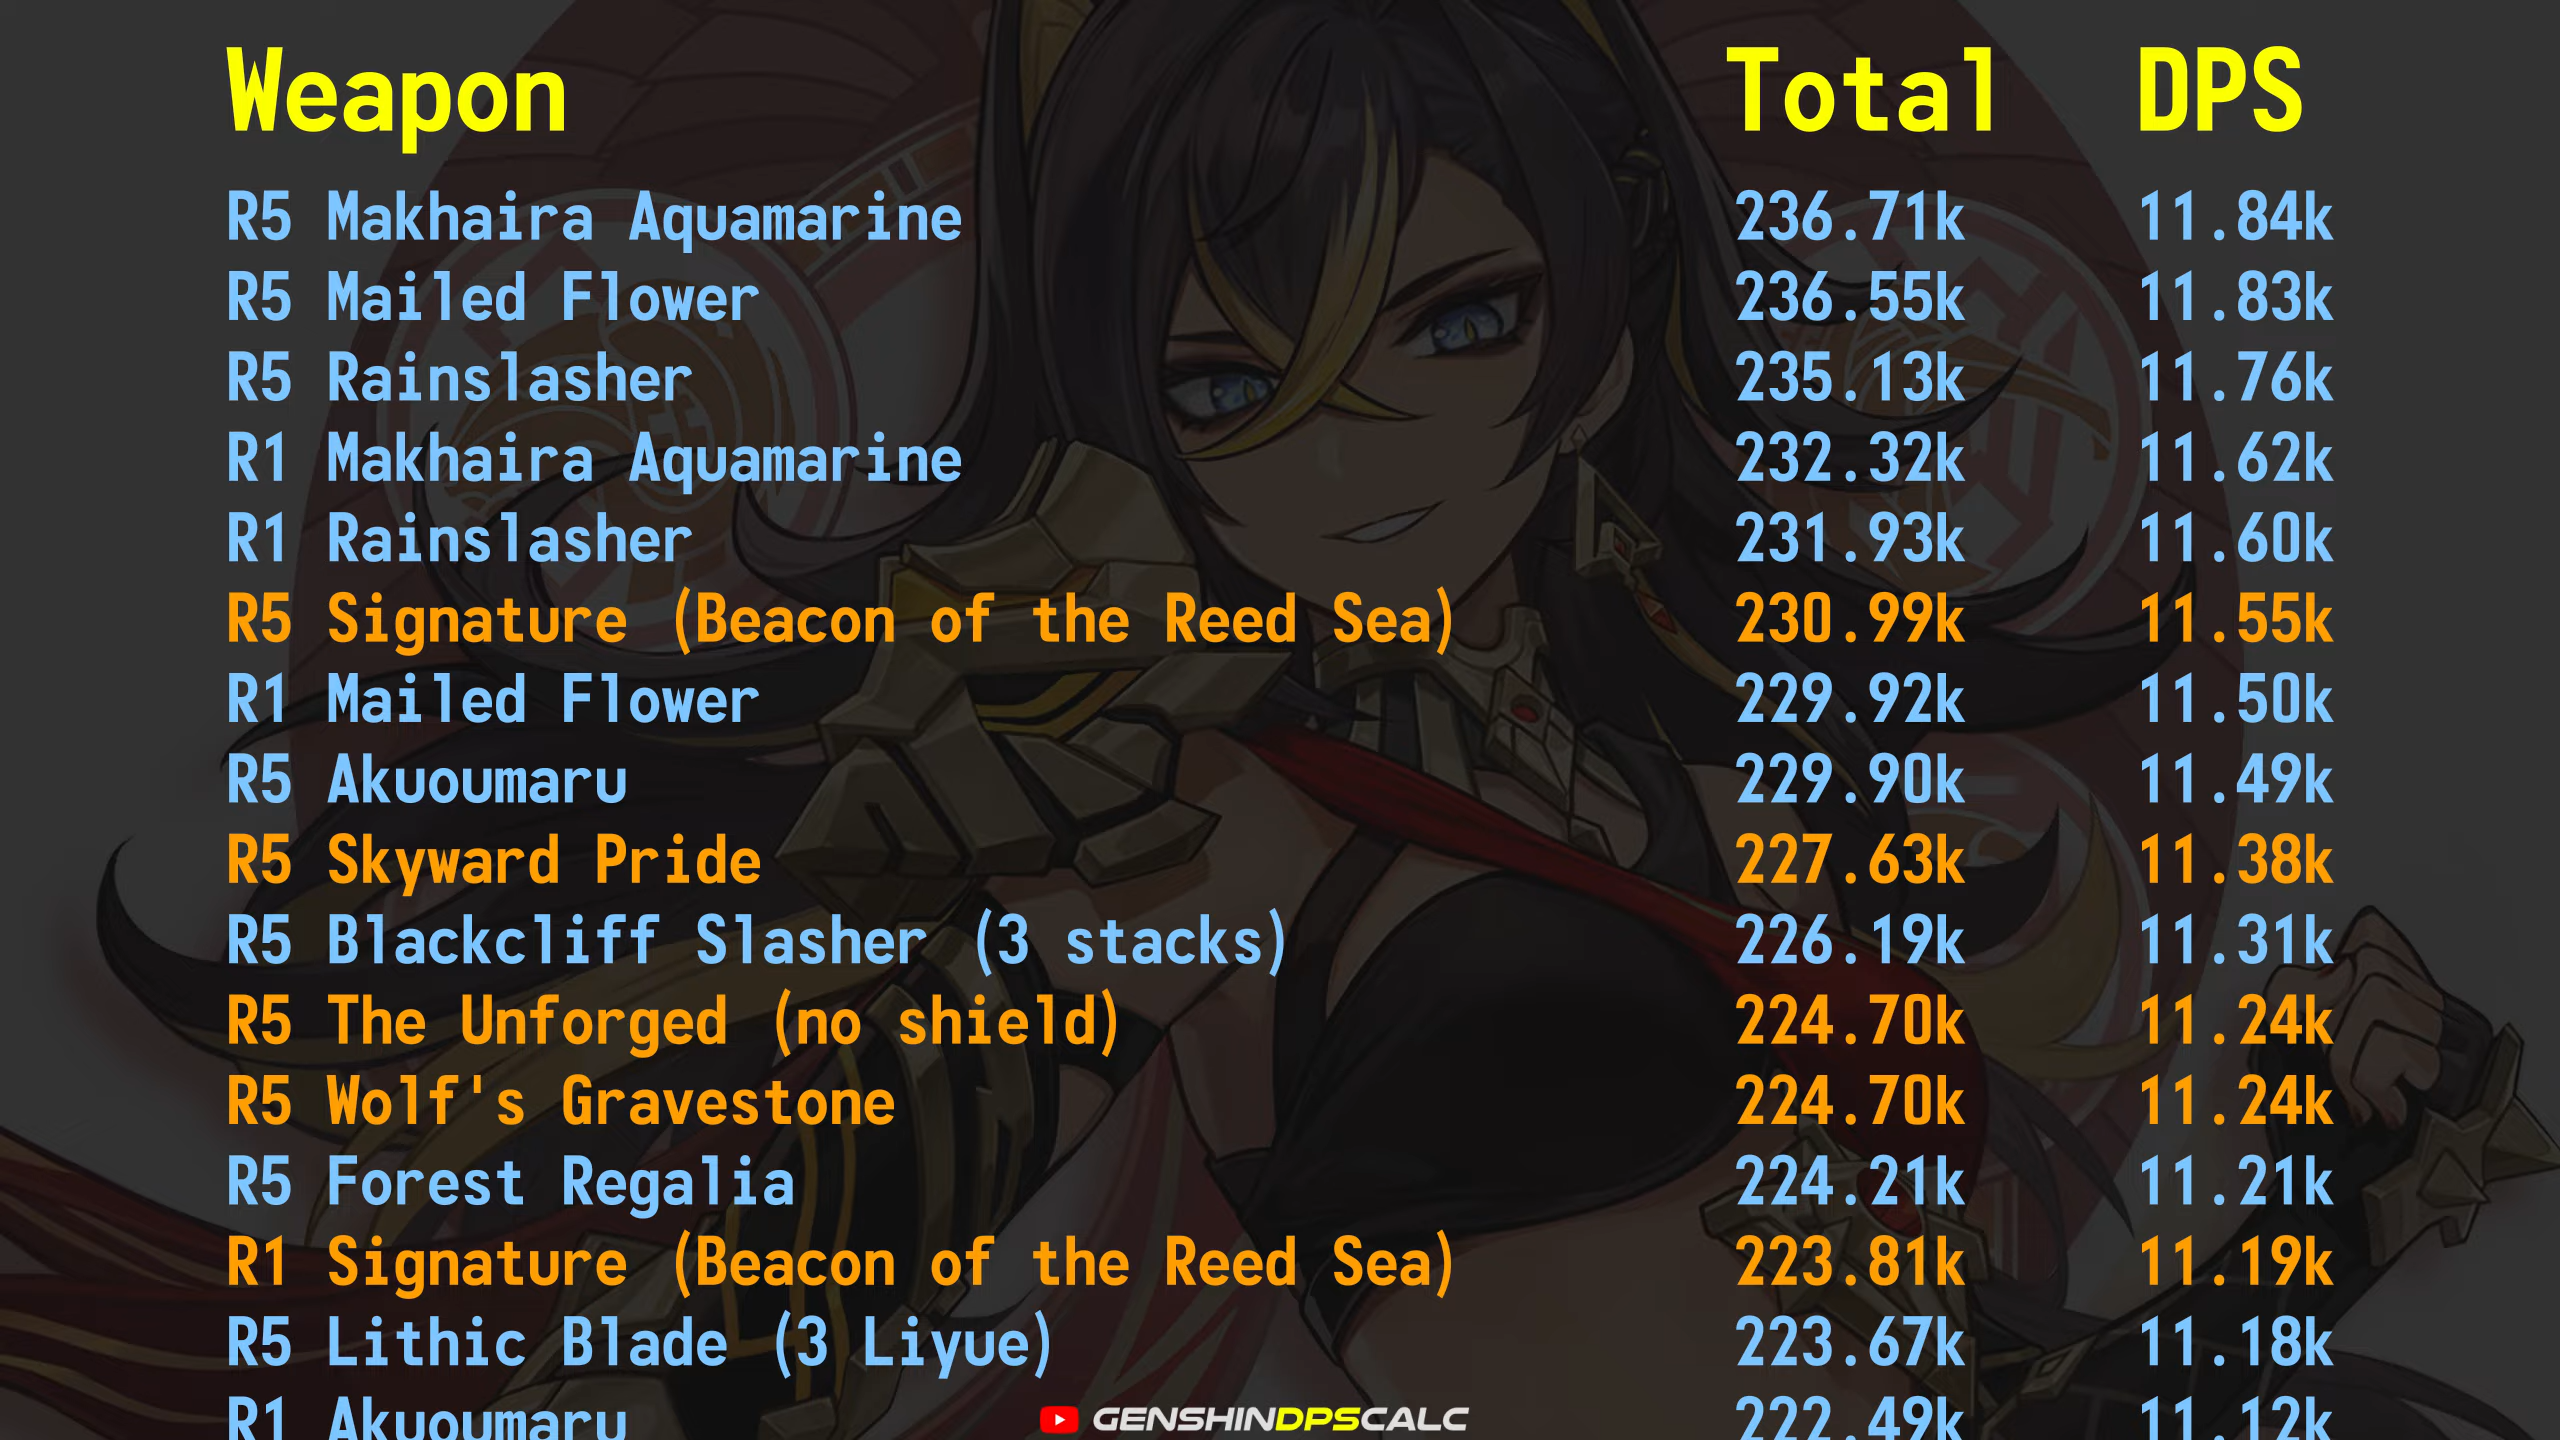 Weapon Total DPS
R5 Makhaira Aquamarine 236.71k 11.84k
R5 Mailed Flower 236.55k 11.83k
R5 Rainslasher 235.13k 11.76k
R1 Makhaira Aquamarine 232.32k 11.62k
R1 Rainslasher 231.93k 11.60k
R5 Signature (Beacon of the Reed Sea) 230.99k 11.55k
R1 Mailed Flower 229.92k 11.50k
R5 Akuoumaru 229.90k 11.49k
R5 Skyward Pride 227.63k 11.38k
R5 Blackcliff Slasher (3 stacks) 226.19k 11.31k
R5 The Unforged (no shield) 224.70k 11.24k
R5 Wolf's Gravestone 224.70k 11.24k
R5 Forest Regalia 224.21k 11.21k
R1 Signature (Beacon of the Reed Sea) 223.81k 11.19k
R5 Lithic Blade (3 Liyue) 223.67k 11.18k
R1 Akuoumaru 222.49k 11.12k
GENSHINDPSCALC